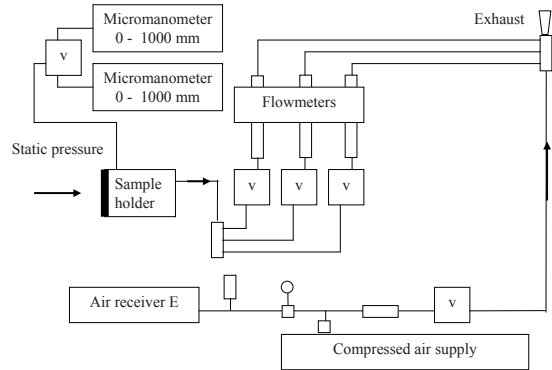 Micromanometer
0 - 1000 mm
Exhaust
v
Micromanometer
0 - 1000 mm
Flowmeters
Static pressure
Sample
holder
v
v
v
Air receiver E
v
Compressed air supply